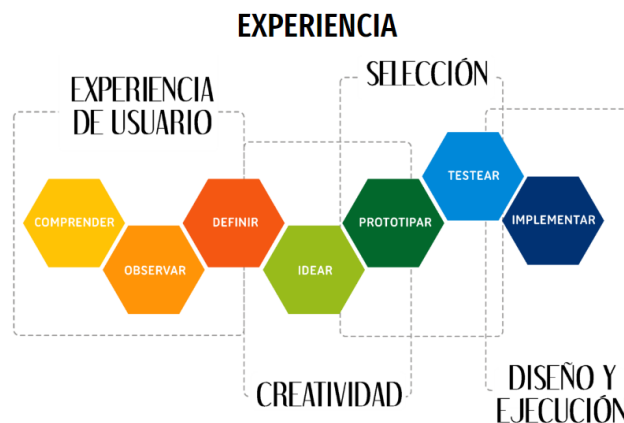 EXPERIENCIA
EXPERIENCIA
DE USUARIO
SELECCIÓN
COMPRENDER
OBSERVAR
DEFINIR
IDEAR
PROTOTIPAR
TESTEAR
IMPLEMENTAR
CREATIVIDAD
DISEÑO Y
EJECUCIÓN